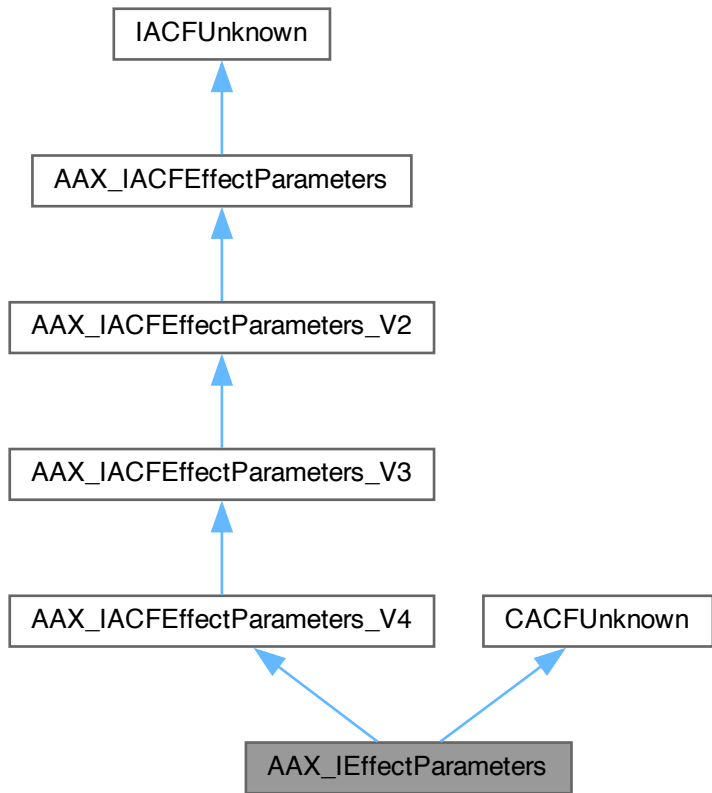 IACFUnknown
AAX_IACFEffectParameters
AAX_IACFEffectParameters_V2
AAX_IACFEffectParameters_V3
AAX_IACFEffectParameters_V4
CACFUnknown
AAX_IEffectParameters